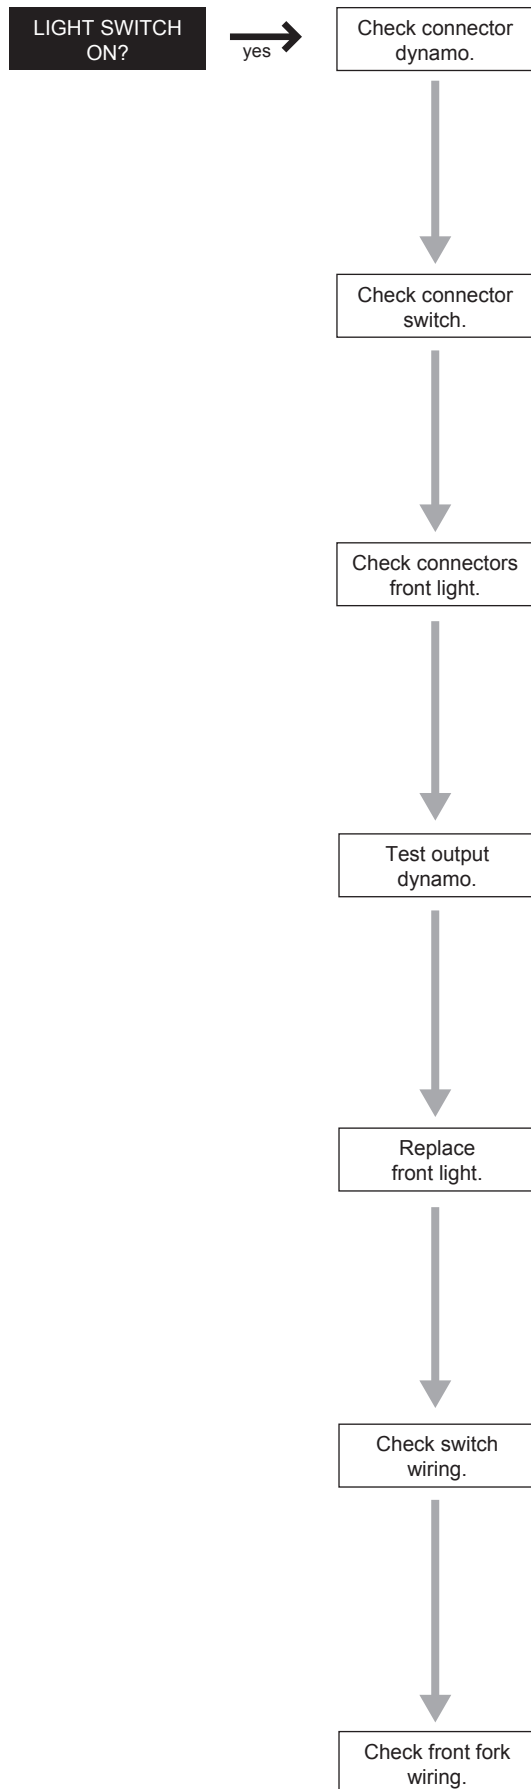 LIGHT SWITCH
ON?
yes
Check connector
dynamo.
Check connector
switch.
Check connectors
front light.
Test output
dynamo.
Replace
front light.
Check switch
wiring.
Check front fork
wiring.